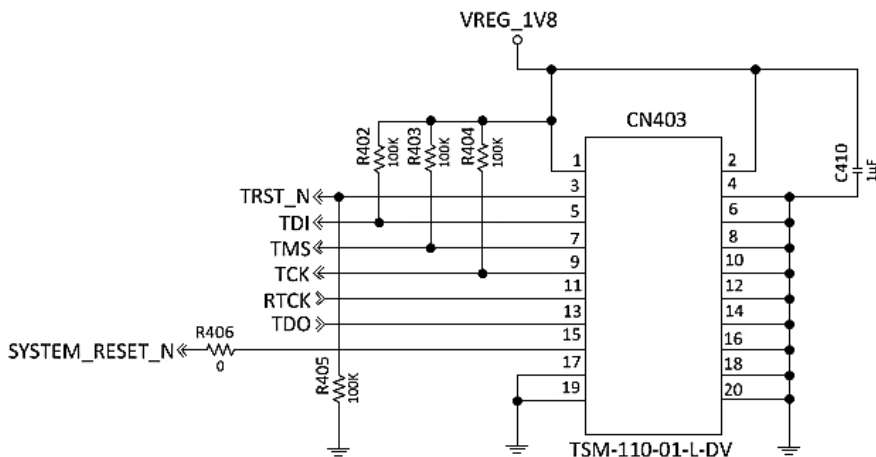 VREG_1V8
CN403
R402
100K
R403
100K
R404
100K
C410
1uF
1
2
TRST_N
3
4
TDI
5
6
TMS
7
8
TCK
9
10
RTCK
11
12
TDO
13
14
R406
15
16
SYSTEM_RESET_N
0
17
18
R405
100K
19
20
TSM-110-01-L-DV